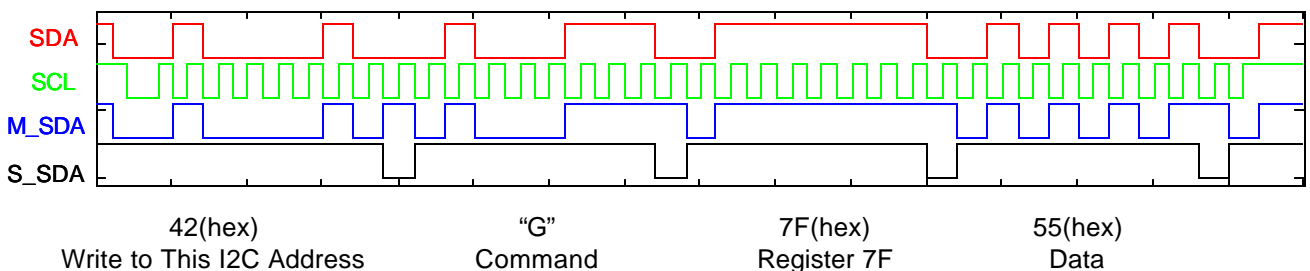 SDA
SCL
M_SDA
S_SDA
42(hex) “G” 7F(hex) 55(hex)
Write to This I2C Address Command Register 7F Data